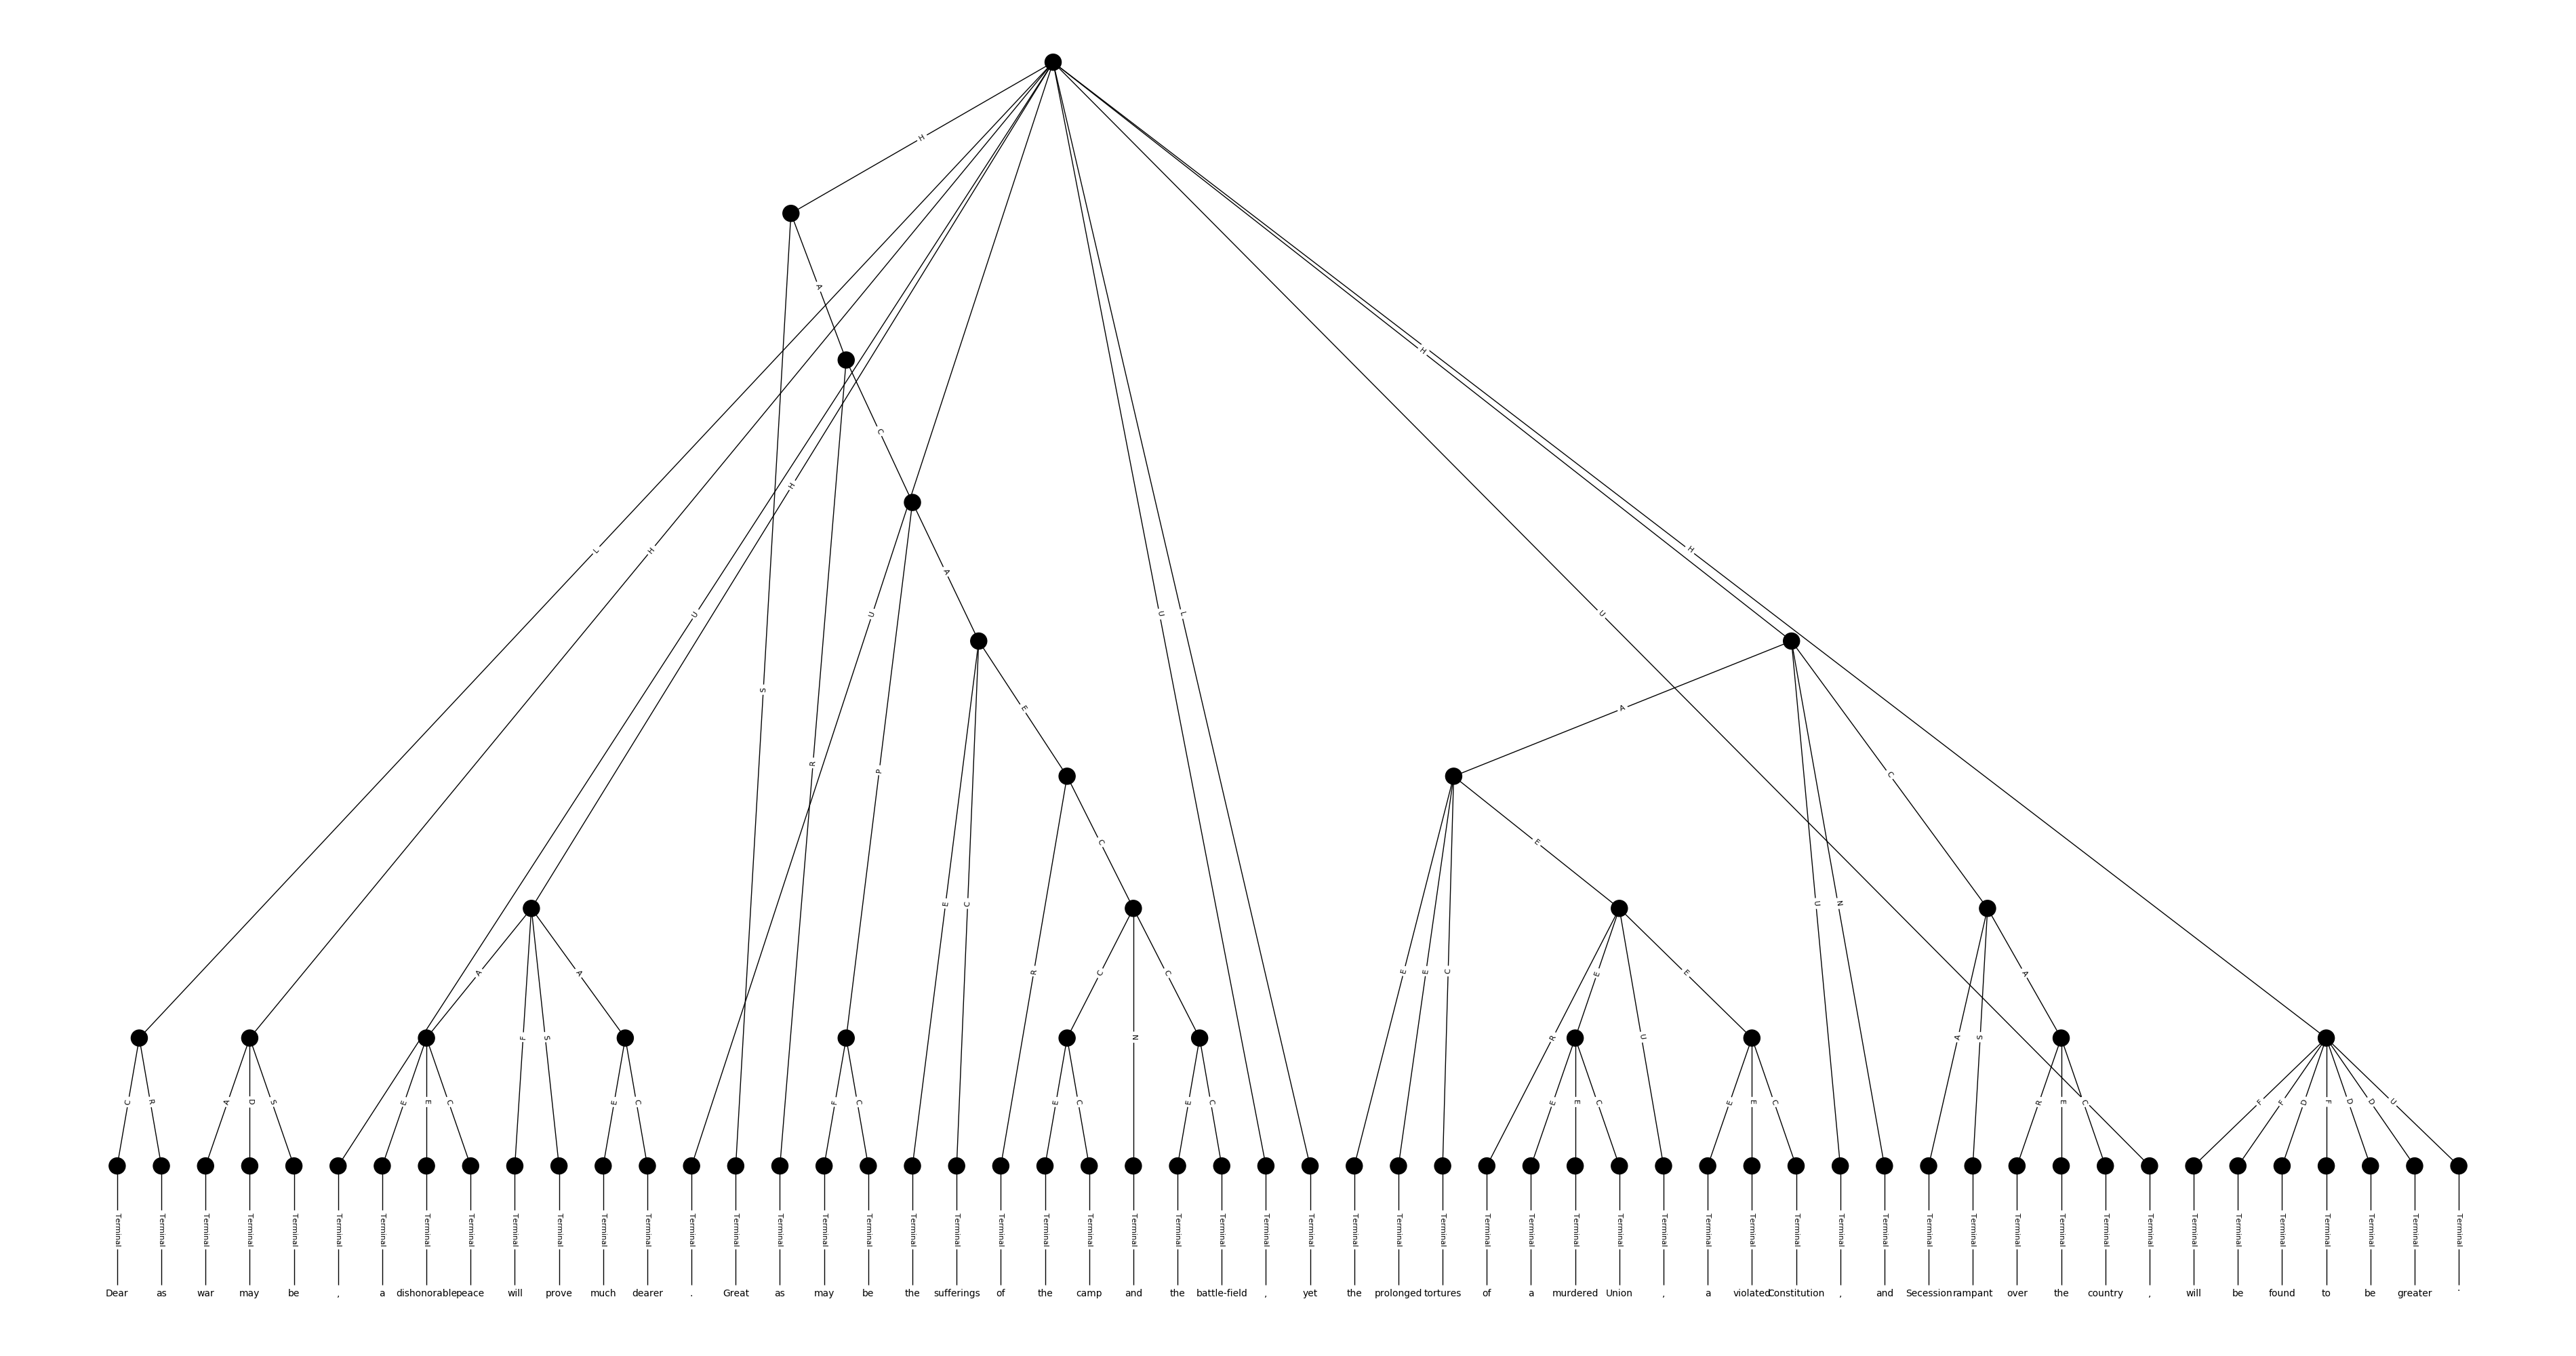 H
A
C
H
L
H
H
H
A
U
U
U
L
U
E
A
S
R
P
C
E
C
E
C
U
N
A
A
E
E
C
R
C
C
E
E
A
F
S
N
R
E
U
A
S
C
R
A
D
S
E
E
C
E
C
F
C
E
C
E
C
E
E
C
E
E
C
R
E
C
F
F
D
F
D
D
U
Terminal Terminal Terminal Terminal Terminal Terminal Terminal Terminal Terminal Terminal Terminal Terminal Terminal Terminal Terminal Terminal Terminal Terminal Terminal Terminal Terminal Terminal Terminal Terminal Terminal Terminal Terminal Terminal Terminal Terminal Terminal Terminal Terminal Terminal Terminal Terminal Terminal Terminal Terminal Terminal Terminal Terminal Terminal Terminal Terminal Terminal Terminal Terminal Terminal Terminal Terminal Terminal Terminal Terminal
Dear as war may be , a dishonorable peace will prove much dearer . Great as may be the sufferings of the camp and the battle-field , yet the prolonged tortures of a murdered Union , a violated Constitution , and Secession rampant over the country , will be found to be greater .